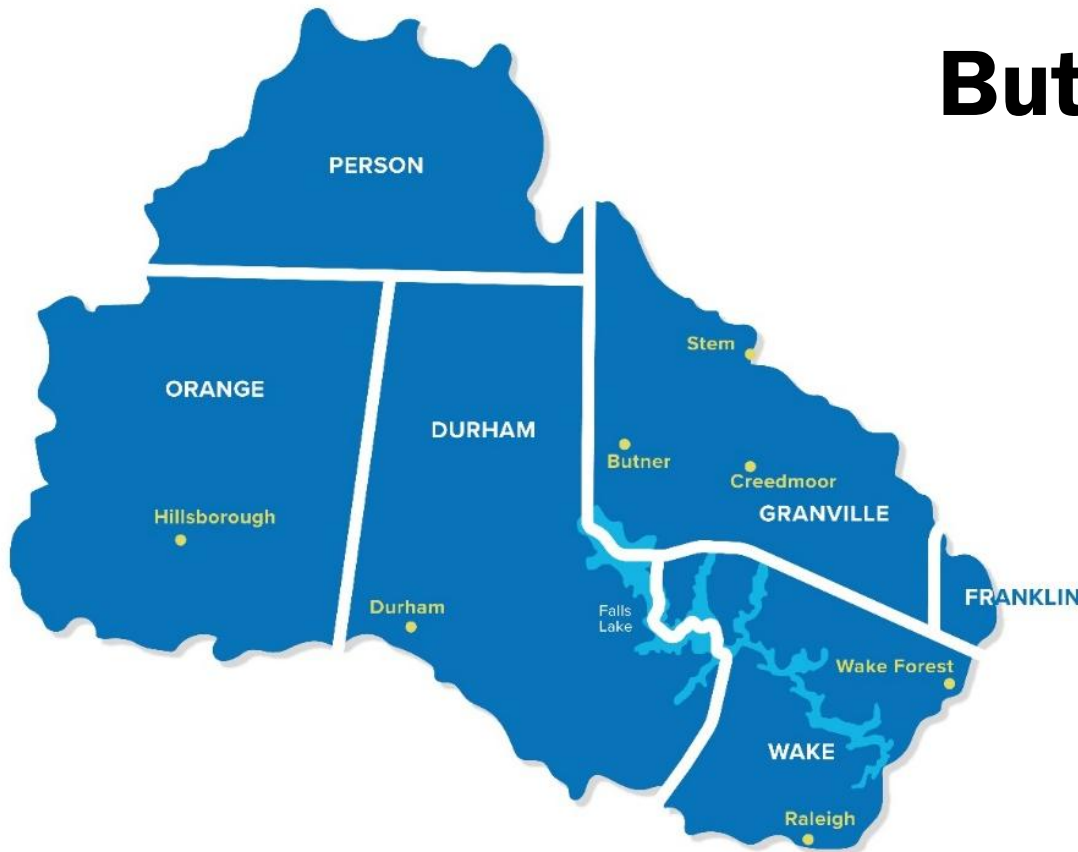 But
PERSON
Stem
ORANGE
DURHAM
Butner
Creedmoor
GRANVILLE
Hillsborough
FRANKLIN
Durham
Falls
Lake
Wake Forest
WAKE
Raleigh